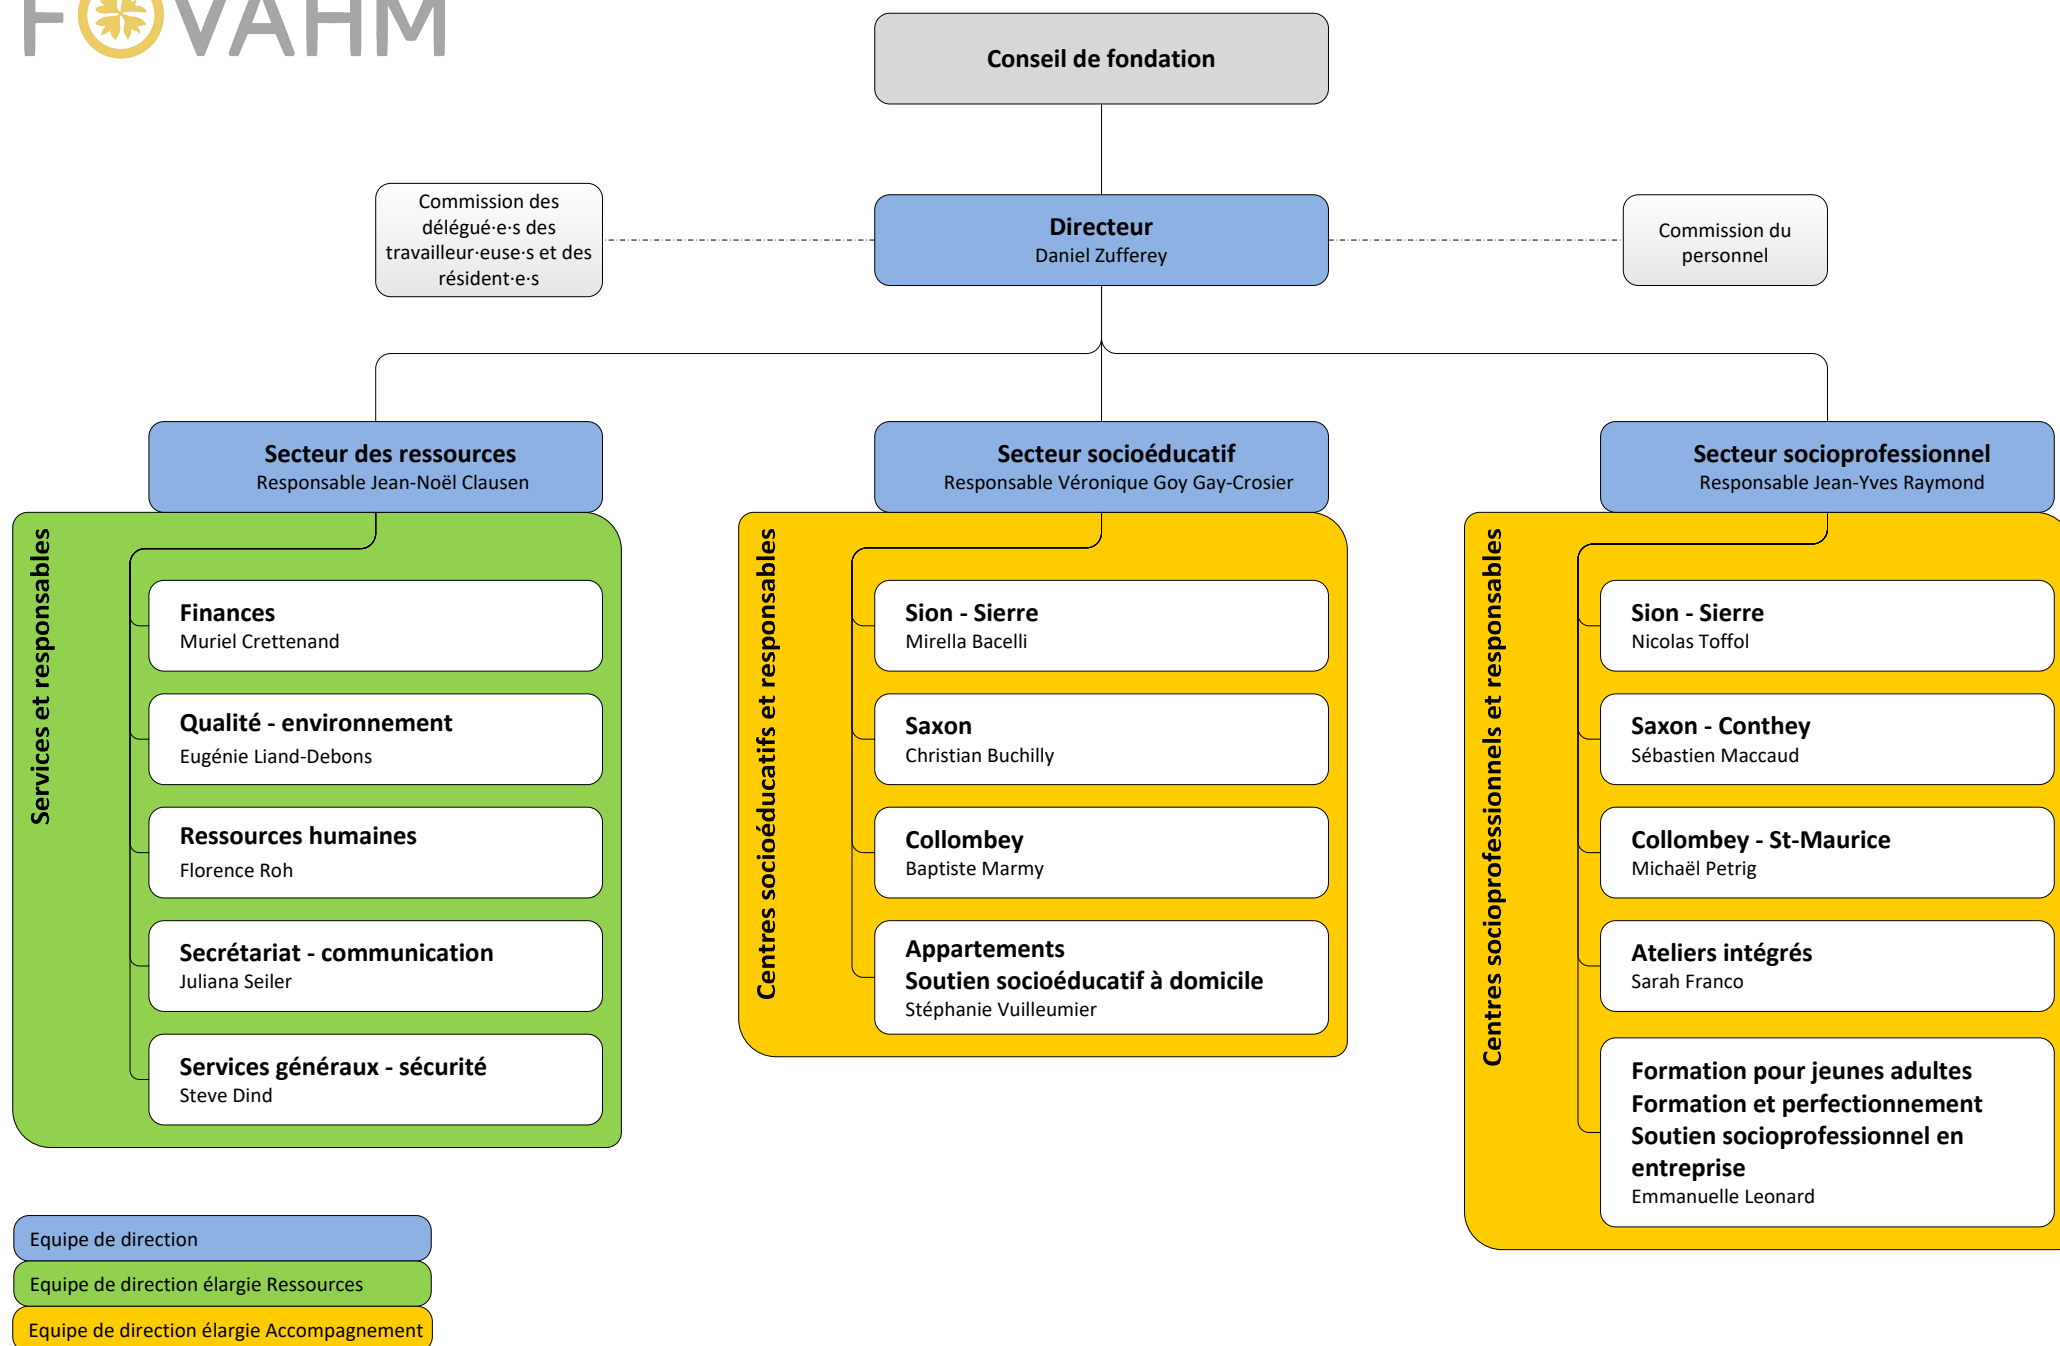 FOVAHM
Conseil de fondation
Commission des
délégué·e·s des
travailleur·euse·s et des
résident·e·s
Directeur
Daniel Zufferey
Commission du
personnel
Secteur des ressources
Responsable Jean-Noël Clausen
Secteur socioéducatif
Responsable Véronique Goy Gay-Crosier
Secteur socioprofessionnel
Responsable Jean-Yves Raymond
Services et responsables
Finances
Muriel Crettenand
Qualité - environnement
Eugénie Liand-Debons
Ressources humaines
Florence Roh
Secrétariat - communication
Juliana Seiler
Services généraux - sécurité
Steve Dind
Centres socioéducatifs et responsables
Sion - Sierre
Mirella Bacelli
Saxon
Christian Buchilly
Collombey
Baptiste Marmy
Appartements
Soutien socioéducatif à domicile
Stéphanie Vuilleumier
Centres socioprofessionnels et responsables
Sion - Sierre
Nicolas Toffol
Saxon - Conthey
Sébastien Maccaud
Collombey - St-Maurice
Michaël Petrig
Ateliers intégrés
Sarah Franco
Formation pour jeunes adultes
Formation et perfectionnement
Soutien socioprofessionnel en
entreprise
Emmanuelle Leonard
Equipe de direction
Equipe de direction élargie Ressources
Equipe de direction élargie Accompagnement